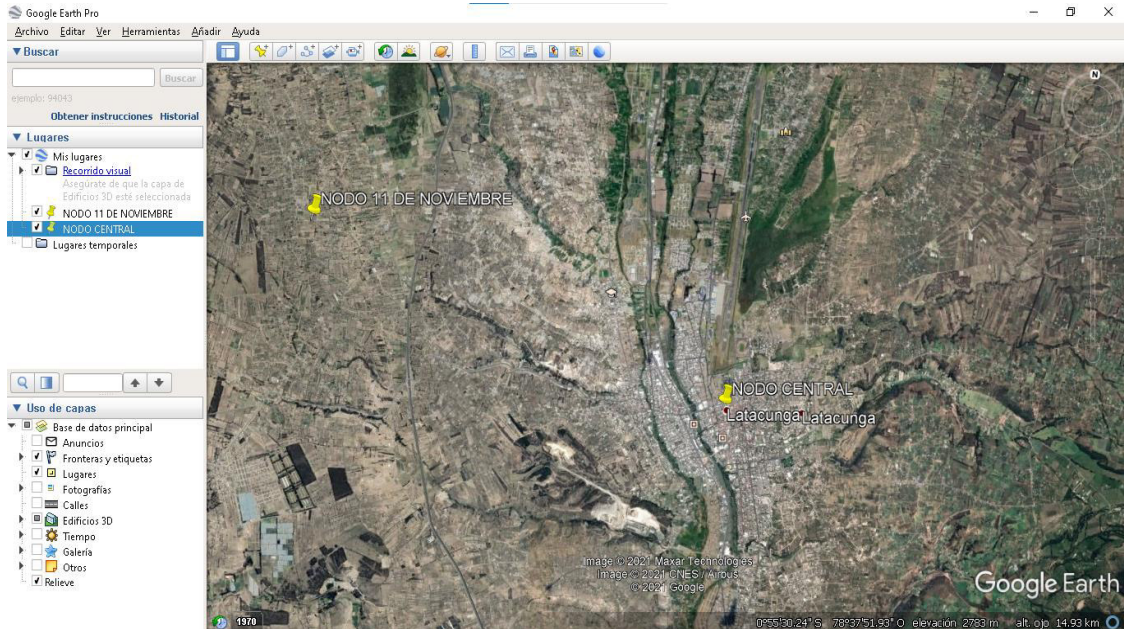 Google Earth Pro
Archivo Editar Ver Herramientas Añadir Ayuda
Buscar
Buscar
ejemplo: 94043
Obtener instrucciones Historial
Lugares
Mis lugares
Recorrido visual
Asegúrate de que la capa de
Edificios 3D esté seleccionada
NODO 11 DE NOVIEMBRE
NODO CENTRAL
Lugares temporales
Uso de capas
Base de datos principal
Anuncios
Fronteras y etiquetas
Lugares
Fotografías
Calles
Edificios 3D
Tiempo
Galería
Otros
Relieve
N
NODO 11 DE NOVIEMBRE
NODO CENTRAL
Latacunga Latacunga
Image © 2021 Maxar Technologies
Image © 2021 CNES / Airbus
© 2021 Google
Google Earth
1970
0°55'30.24" S 78°37'51.93" O elevación 2783 m alt. ojo 14.93 km